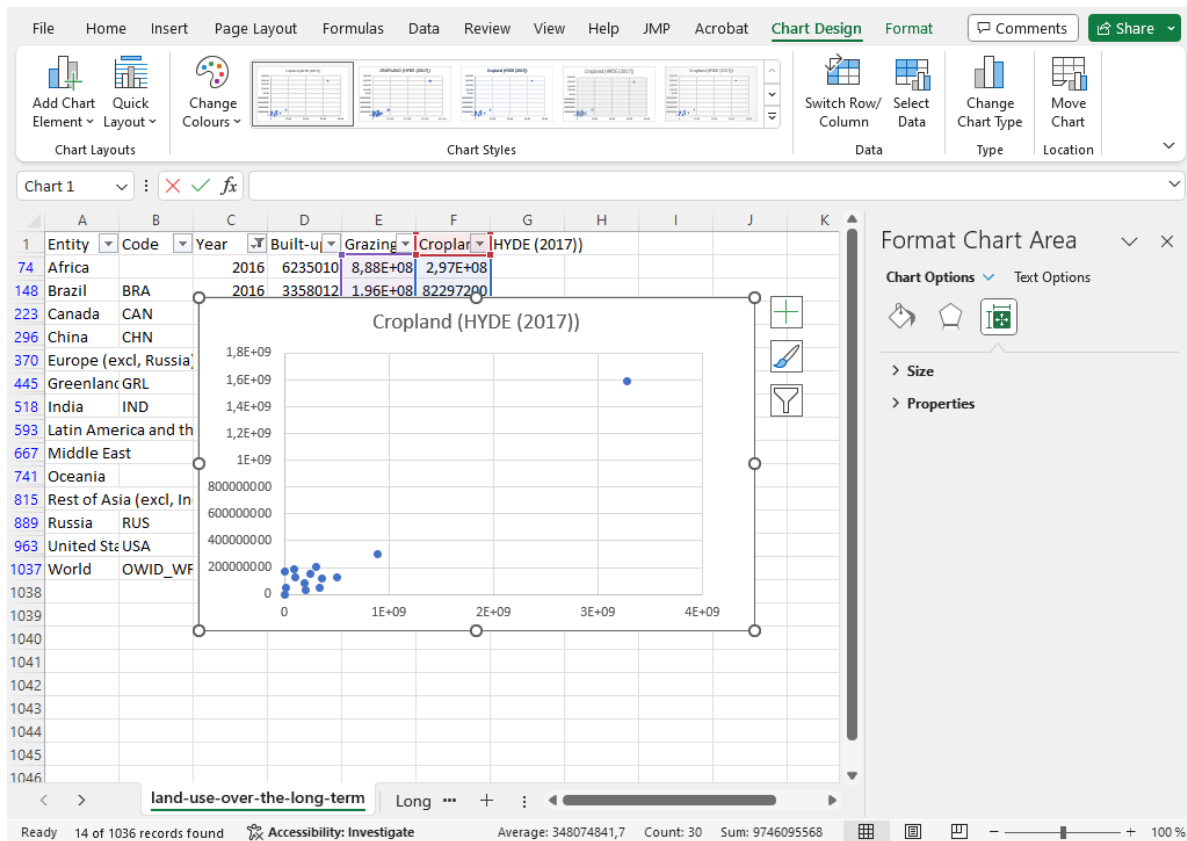 File Home Insert Page Layout Formulas Data Review View Help JMP Acrobat Chart Design Format Comments Share
Add Chart Element Quick Layout Change Colours Switch Row/ Column Select Data Change Chart Type Move Chart
Chart Layouts Chart Styles Data Type Location
Chart 1 fx
A B C D E F G H I J K
1 Entity Code Year Built-u Grazing Croplar HYDE (2017))
74 Africa 2016 6235010 8,88E+08 2,97E+08
148 Brazil BRA 2016 3358012 1.96E+08 82297200
223 Canada CAN
296 China CHN
370 Europe (excl, Russia)
445 Greenland GRL
518 India IND
593 Latin America and th
667 Middle East
741 Oceania
815 Rest of Asia (excl, In
889 Russia RUS
963 United Sta USA
1037 World OWID_WR
1038
1039
1040
1041
1042
1043
1044
1045
1046
Cropland (HYDE (2017))
1,8E+09
1,6E+09
1,4E+09
1,2E+09
1E+09
800000000
600000000
400000000
200000000
0
0 1E+09 2E+09 3E+09 4E+09
Format Chart Area
Chart Options Text Options
Size
Properties
land-use-over-the-long-term Long ···
Ready 14 of 1036 records found Accessibility: Investigate Average: 348074841,7 Count: 30 Sum: 9746095568 100 %